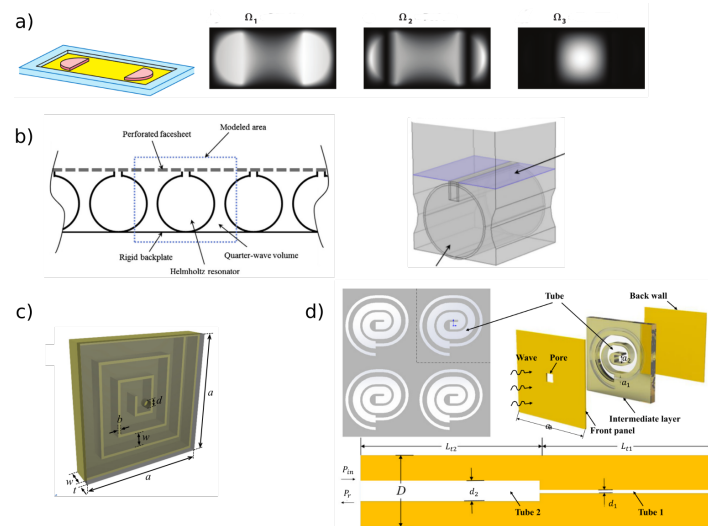 a)
Ω1
Ω2
Ω3
b)
Perforated facesheet
Modeled area
Rigid backplate
Helmholtz resonator
Quarter-wave volume
c)
a
d
b
w
a
w
t
d)
Tube
Back wall
Wave
Pore
a1
Intermediate layer
Front panel
Lt2
Lt1
Pin
Pr
D
d2
d1
Tube 2
Tube 1